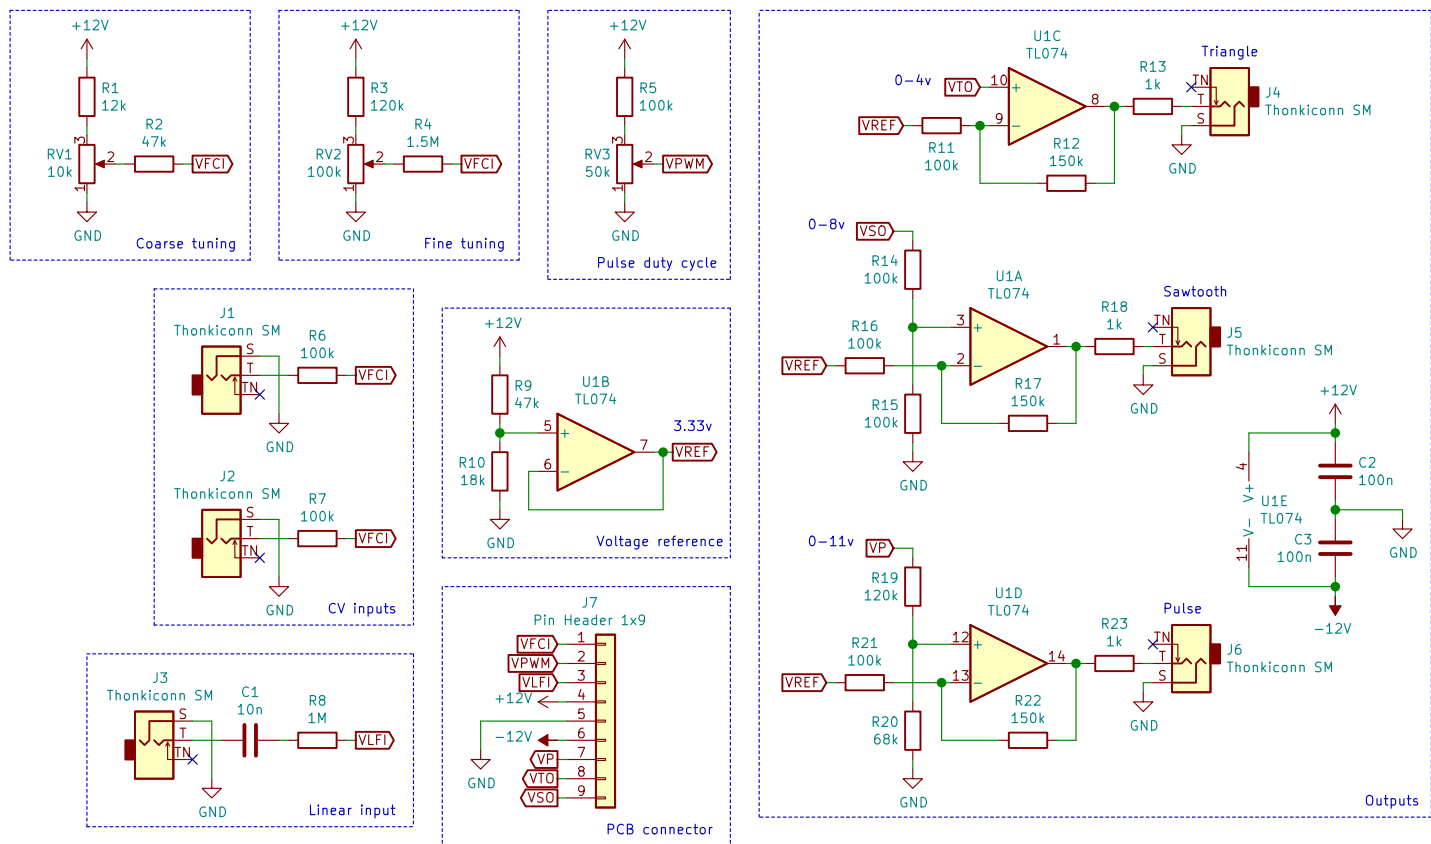 +12V
R1
12k
R2
47k
3
RV1
10k
2
1
VFCI
GND
Coarse tuning
+12V
R3
120k
R4
1.5M
3
RV2
100k
2
1
VFCI
GND
Fine tuning
+12V
R5
100k
3
RV3
50k
2
1
VPWM
GND
Pulse duty cycle
J1
Thonkiconn SM
S
T
TN
R6
100k
VFCI
GND
J2
Thonkiconn SM
S
T
TN
R7
100k
VFCI
GND
CV inputs
J3
Thonkiconn SM
S
T
TN
C1
10n
R8
1M
VLFI
GND
Linear input
+12V
R9
47k
R10
18k
GND
U1B
TL074
5
+
6
−
7
3.33v
VREF
Voltage reference
J7
Pin Header 1x9
VFCI 1
VPWM 2
VLFI 3
+12V 4
5
−12V 6
VP 7
VTO 8
VSO 9
GND
PCB connector
U1C
TL074
0−4v
VTO
10
+
VREF
R11
100k
9
−
8
R12
150k
R13
1k
Triangle
TN
T
S
J4
Thonkiconn SM
GND
0−8v
VSO
R14
100k
U1A
TL074
3
+
R16
100k
VREF
2
−
1
R17
150k
R15
100k
GND
R18
1k
Sawtooth
TN
T
S
J5
Thonkiconn SM
GND
+12V
4
V+
U1E
TL074
V−
11
C2
100n
C3
100n
GND
−12V
0−11v
VP
R19
120k
U1D
TL074
12
+
R21
100k
VREF
13
−
14
R22
150k
R20
68k
GND
R23
1k
Pulse
TN
T
S
J6
Thonkiconn SM
GND
Outputs